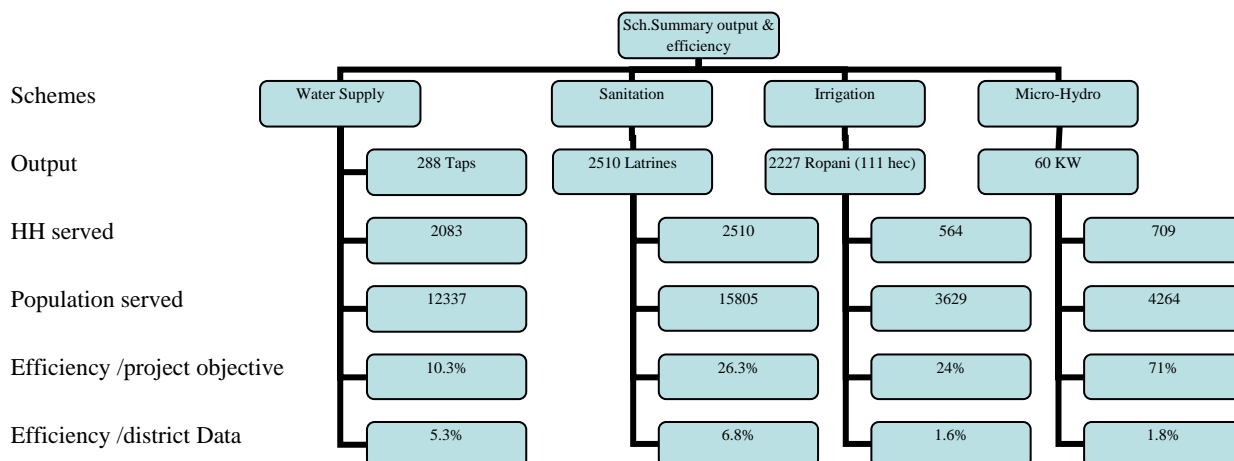 Sch.Summary output &
efficiency
Schemes
Water Supply
Sanitation
Irrigation
Micro-Hydro
Output
288 Taps
2510 Latrines
2227 Ropani (111 hec)
60 KW
HH served
2083
2510
564
709
Population served
12337
15805
3629
4264
Efficiency /project objective
10.3%
26.3%
24%
71%
Efficiency /district Data
5.3%
6.8%
1.6%
1.8%